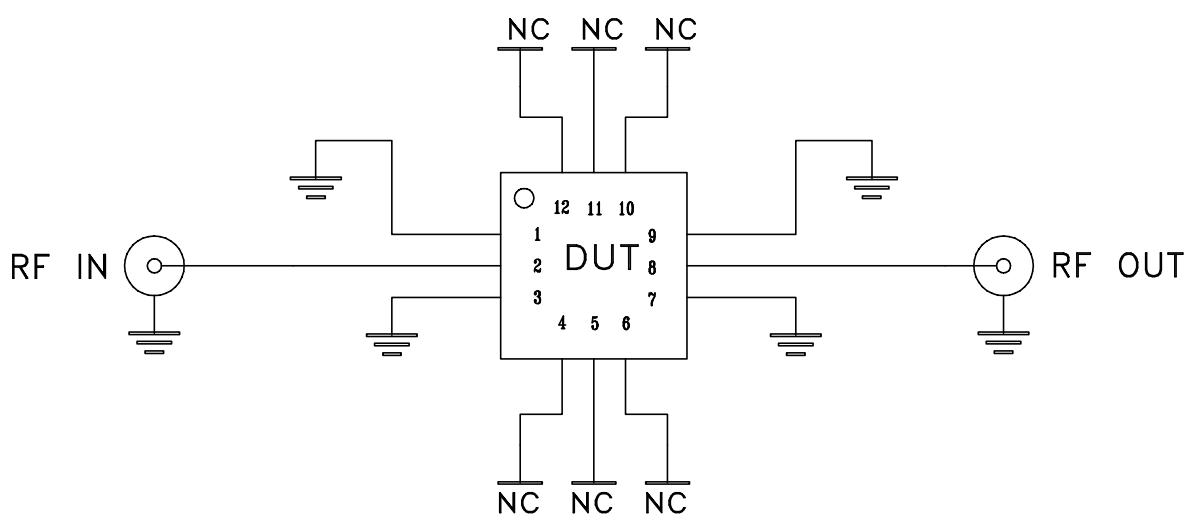 NC NC NC
12 11 10
1 9
DUT
RF IN 2 8 RF OUT
3 7
4 5 6
NC NC NC